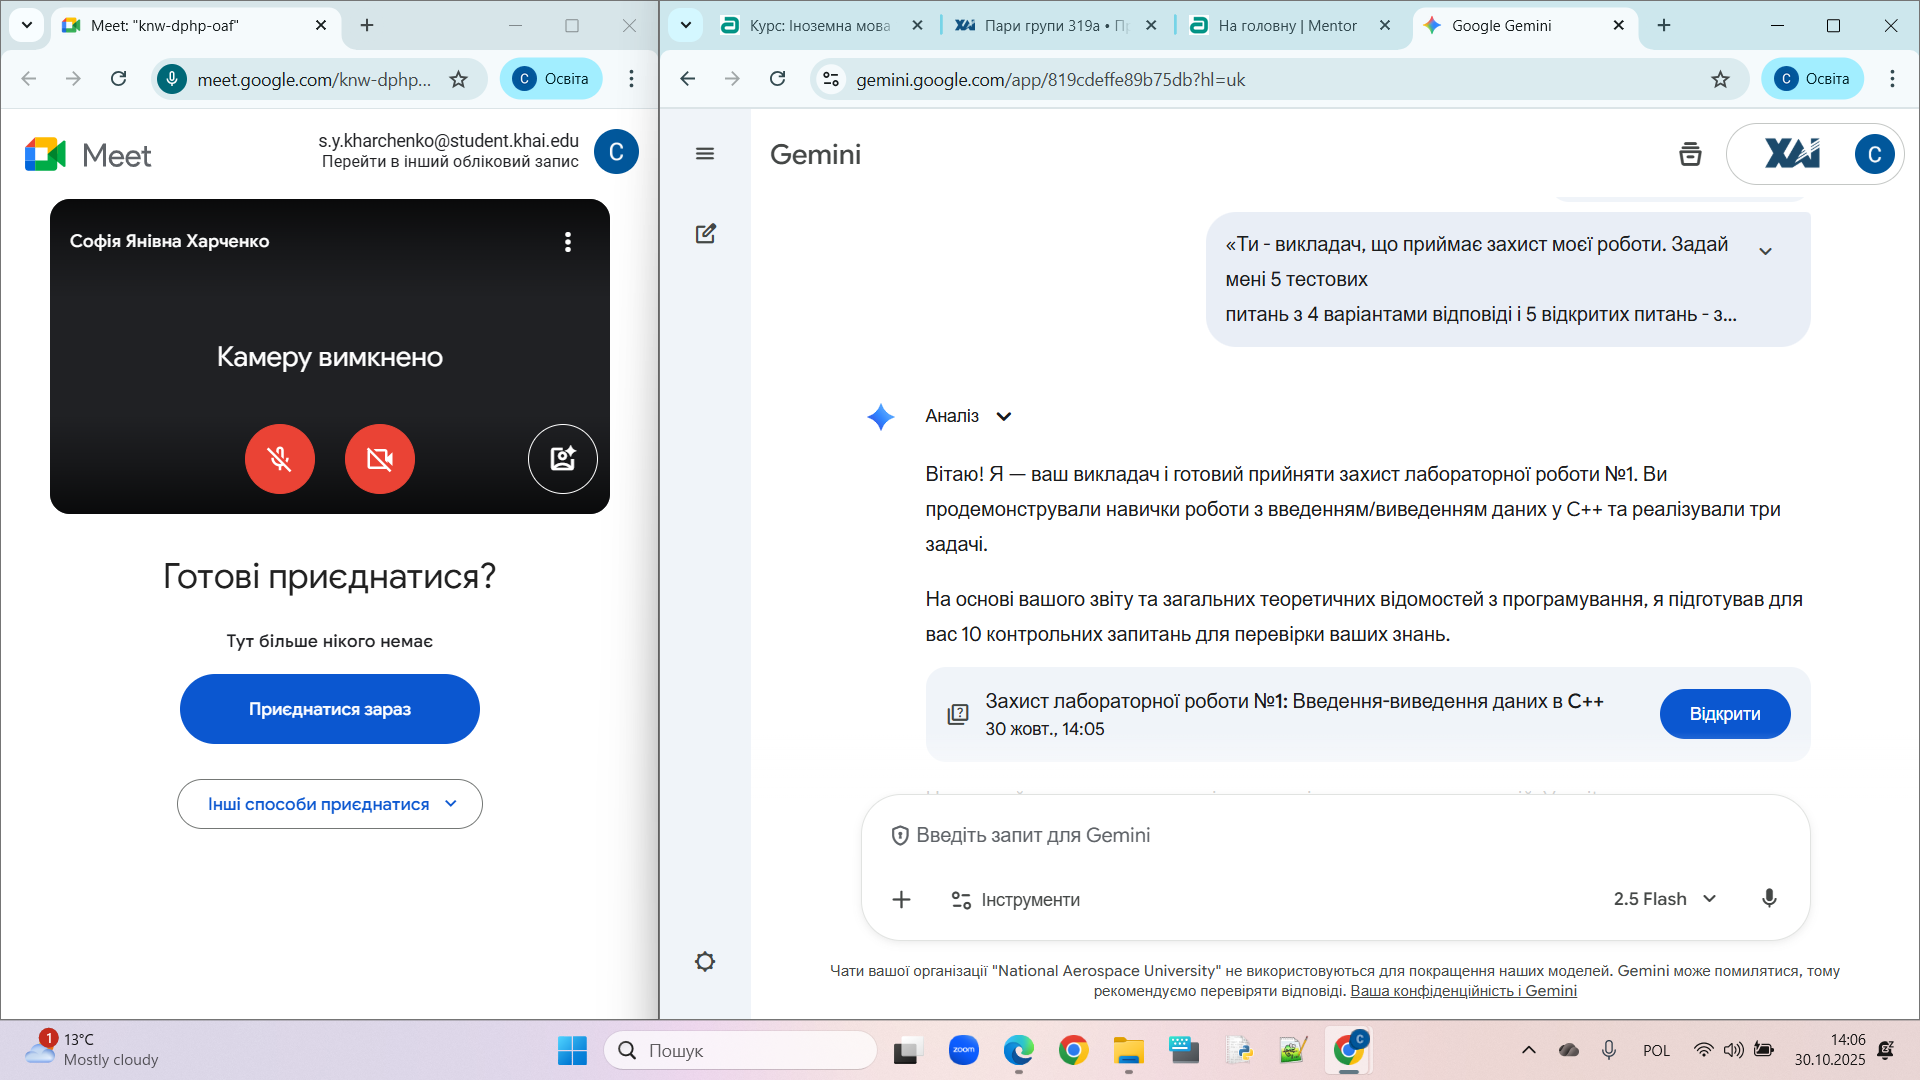 Meet: "knw-dphp-oaf"
meet.google.com/knw-dphp...
С Освіта
Meet
s.y.kharchenko@student.khai.edu
Перейти в інший обліковий запис
С
Софія Янівна Харченко
Камеру вимкнено
Готові приєднатися?
Тут більше нікого немає
Приєднатися зараз
Інші способи приєднатися
Курс: Іноземна мова
ХАІ Пари групи 319а • П
На головну | Mentor
Google Gemini
gemini.google.com/app/819cdeffe89b75db?hl=uk
С Освіта
Gemini
ХАІ
С
«Ти - викладач, що приймає захист моєї роботи. Задай
мені 5 тестових
питань з 4 варіантами відповіді і 5 відкритих питань - з...
Аналіз
Вітаю! Я — ваш викладач і готовий прийняти захист лабораторної роботи №1. Ви
продемонстрували навички роботи з введенням/виведенням даних у C++ та реалізували три
задачі.
На основі вашого звіту та загальних теоретичних відомостей з програмування, я підготував для
вас 10 контрольних запитань для перевірки ваших знань.
Захист лабораторної роботи №1: Введення-виведення даних в C++
30 жовт., 14:05
Відкрити
Введіть запит для Gemini
Інструменти
2.5 Flash
Чати вашої організації "National Aerospace University" не використовуються для покращення наших моделей. Gemini може помилятися, тому
рекомендуємо перевіряти відповіді. Ваша конфіденційність і Gemini
1
13°C
Mostly cloudy
Пошук
zoom
С
POL
14:06
30.10.2025